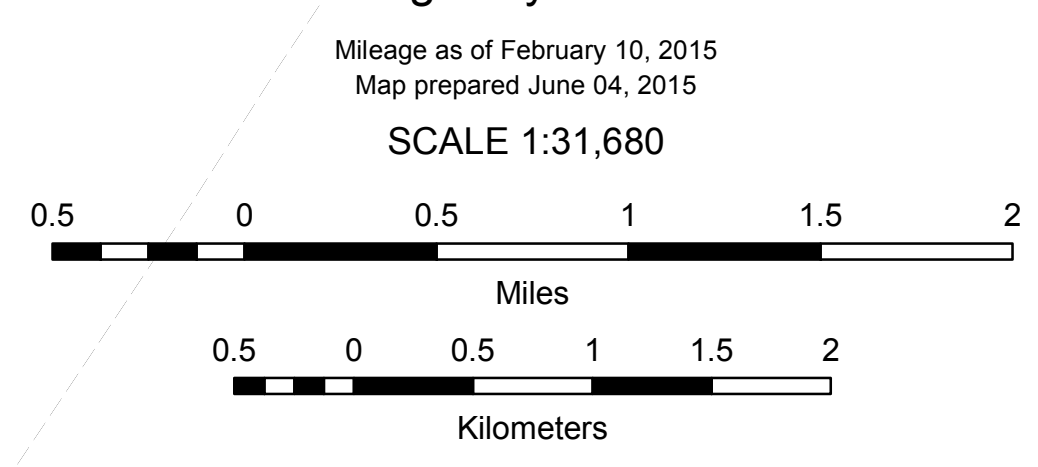 Mileage as of February 10, 2015
Map prepared June 04, 2015
SCALE 1:31,680
0.5 0 0.5 1 1.5 2
Miles
0.5 0 0.5 1 1.5 2
Kilometers